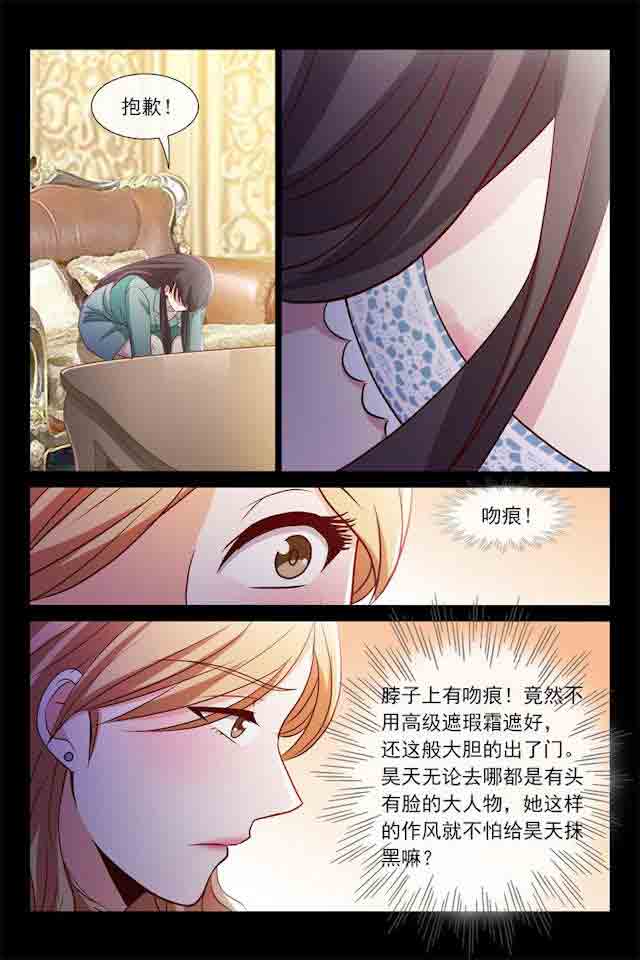 抱歉！
吻痕！
脖子上有吻痕！竟然不
用高级遮瑕霜遮好，
还这般大胆的出了门。
昊天无论去哪都是有头
有脸的大人物，她这样
的作风就不怕给昊天抹
黑嘛？